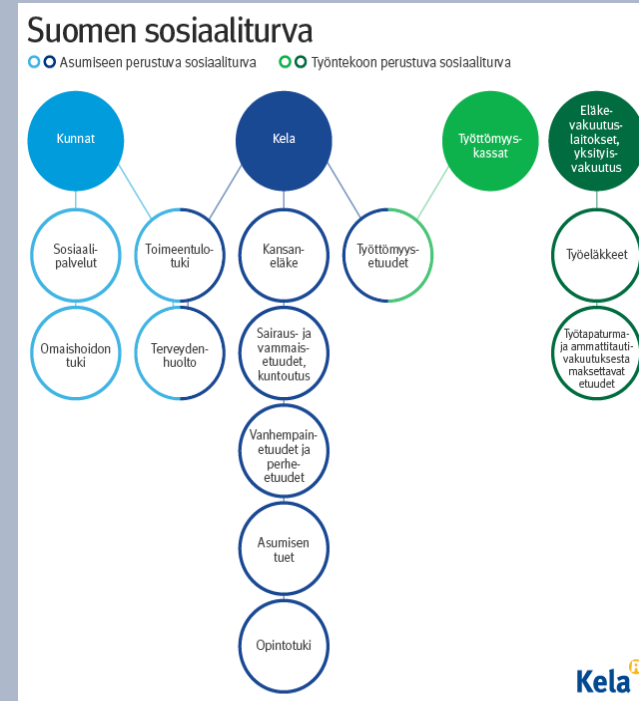 Suomen sosiaaliturva
Asumiseen perustuva sosiaaliturva
Työntekoon perustuva sosiaaliturva
Kunnat
Kela
Työttömyys-
kassat
Eläke-
vakuutus-
laitokset,
yksityis-
vakuutus
Sosiaali-
palvelut
Toimeentulo-
tuki
Kansan-
eläke
Työttömyys-
etuudet
Työeläkkeet
Omaishoidon
tuki
Terveyden-
huolto
Sairaus- ja
vammais-
etuudet,
kuntoutus
Työtapaturma-
ja ammattitauti-
vakuutuksesta
maksettavat
etuudet
Vanhempain-
etuudet ja
perhe-
etuudet
Asumisen
tuet
Opintotuki
Kela